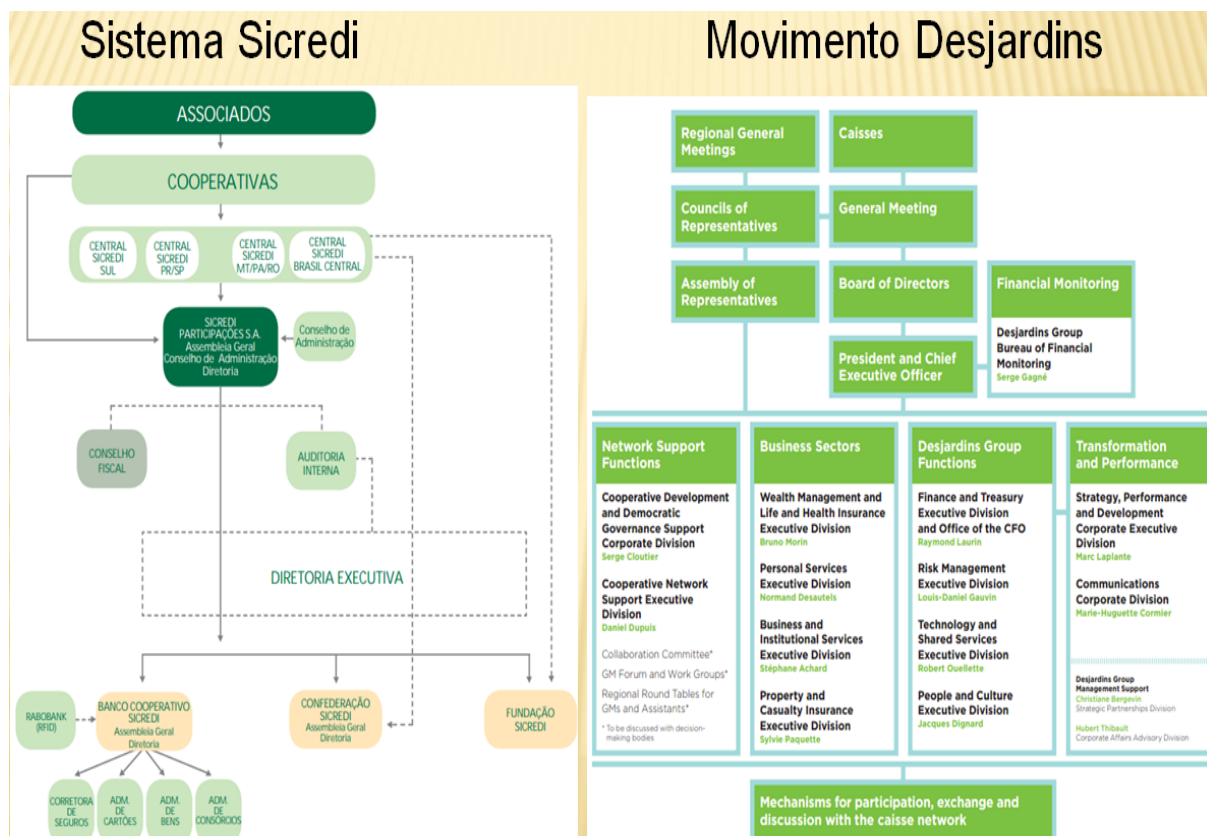 Sistema Sicredi
ASSOCIADOS
COOPERATIVAS
CENTRAL
SICREDI
SUL
CENTRAL
SICREDI
PR/SP
CENTRAL
SICREDI
MT/PA/RO
CENTRAL
SICREDI
BRASIL CENTRAL
SICREDI
PARTICIPAÇÕES S.A.
Assembleia Geral
Conselho de Administração
Diretoria
Conselho de
Administração
CONSELHO
FISCAL
AUDITORIA
INTERNA
DIRETORIA EXECUTIVA
RABOBANK
(RFID)
BANCO COOPERATIVO
SICREDI
Assembleia Geral
Diretoria
CONFEDERAÇÃO
SICREDI
Assembleia Geral
Diretoria
FUNDAÇÃO
SICREDI
CORRETORA
DE
SEGUROS
ADM.
DE
CARTÕES
ADM.
DE
BENS
ADM.
DE
CONSÓRCIOS
Movimento Desjardins
Regional General
Meetings
Caisses
Councils of
Representatives
General Meeting
Assembly of
Representatives
Board of Directors
President and Chief
Executive Officer
Financial Monitoring
Desjardins Group
Bureau of Financial
Monitoring
Serge Gagné
Network Support
Functions
Cooperative Development
and Democratic
Governance Support
Corporate Division
Serge Cloutier
Cooperative Network
Support Executive
Division
Daniel Dupuis
Collaboration Committee*
GM Forum and Work Groups*
Regional Round Tables for
GMs and Assistants*
* To be discussed with decision-
making bodies
Business Sectors
Wealth Management and
Life and Health Insurance
Executive Division
Bruno Morin
Personal Services
Executive Division
Normand Desautels
Business and
Institutional Services
Executive Division
Stéphane Achard
Property and
Casualty Insurance
Executive Division
Sylvie Paquette
Desjardins Group
Functions
Finance and Treasury
Executive Division
and Office of the CFO
Raymond Laurin
Risk Management
Executive Division
Louis-Daniel Gauvin
Technology and
Shared Services
Executive Division
Robert Ouellette
People and Culture
Executive Division
Jacques Dignard
Transformation
and Performance
Strategy, Performance
and Development
Corporate Executive
Division
Marc Laplante
Communications
Corporate Division
Marie-Huguette Cormier
Desjardins Group
Management Support
Christiane Bergevin
Strategic Partnerships Division
Hubert Thibault
Corporate Affairs Advisory Division
Mechanisms for participation, exchange and
discussion with the caisse network